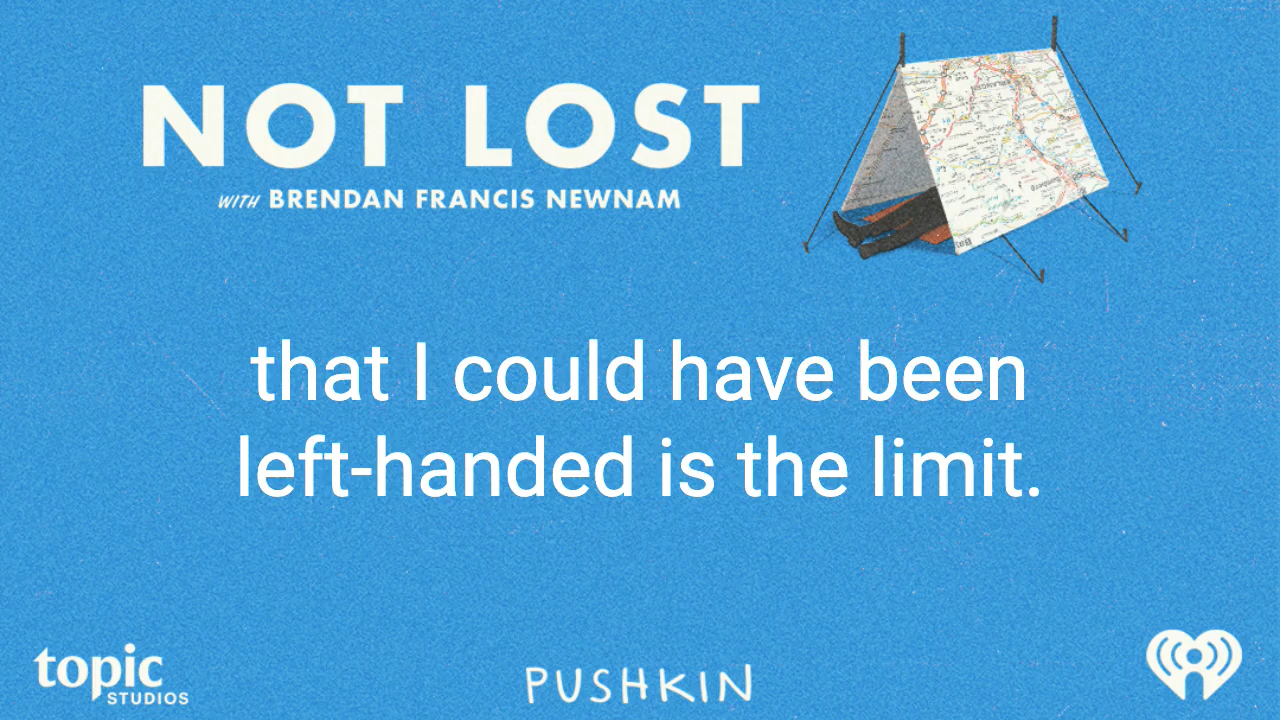 NOT LOST
WITH BRENDAN FRANCIS NEWNAM
that I could have been
left-handed is the limit.
topic
STUDIOS
PUSHKIN